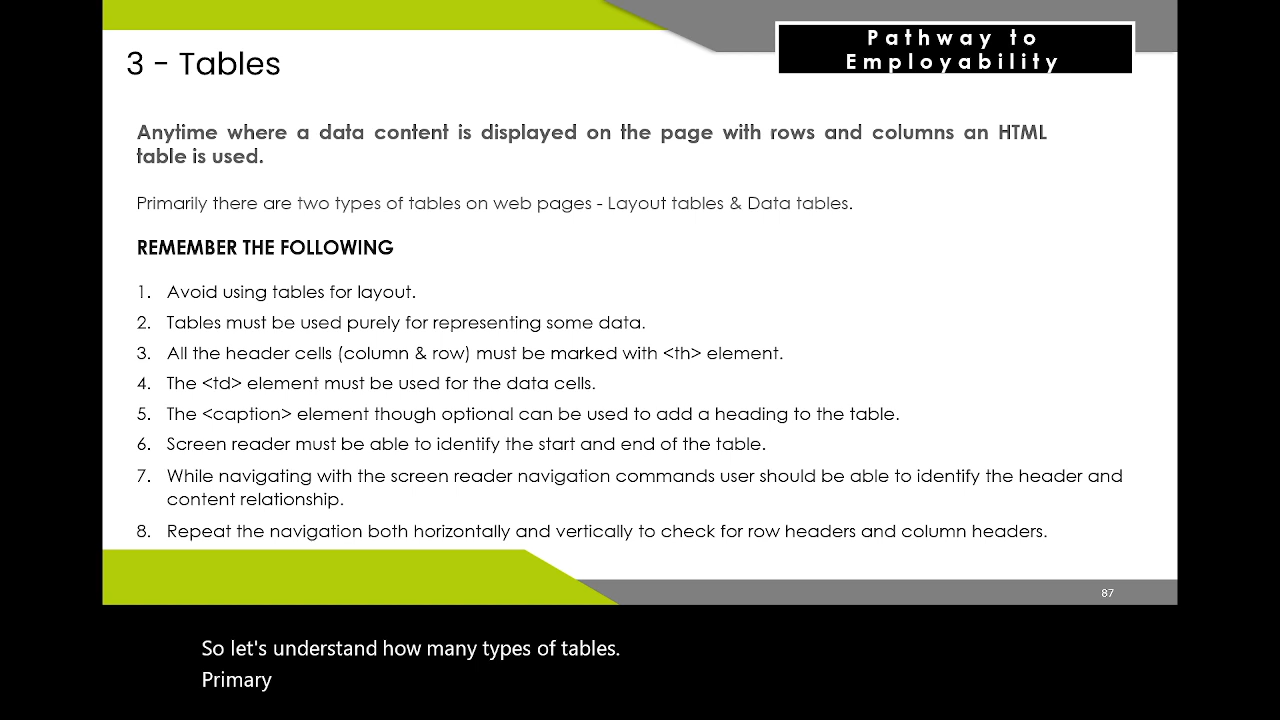 Pathway to
Employability
3 - Tables
Anytime where a data content is displayed on the page with rows and columns an HTML
table is used.
Primarily there are two types of tables on web pages - Layout tables & Data tables.
REMEMBER THE FOLLOWING
1. Avoid using tables for layout.
2. Tables must be used purely for representing some data.
3. All the header cells (column & row) must be marked with <th> element.
4. The <td> element must be used for the data cells.
5. The <caption> element though optional can be used to add a heading to the table.
6. Screen reader must be able to identify the start and end of the table.
7. While navigating with the screen reader navigation commands user should be able to identify the header and
content relationship.
8. Repeat the navigation both horizontally and vertically to check for row headers and column headers.
87
So let's understand how many types of tables.
Primary